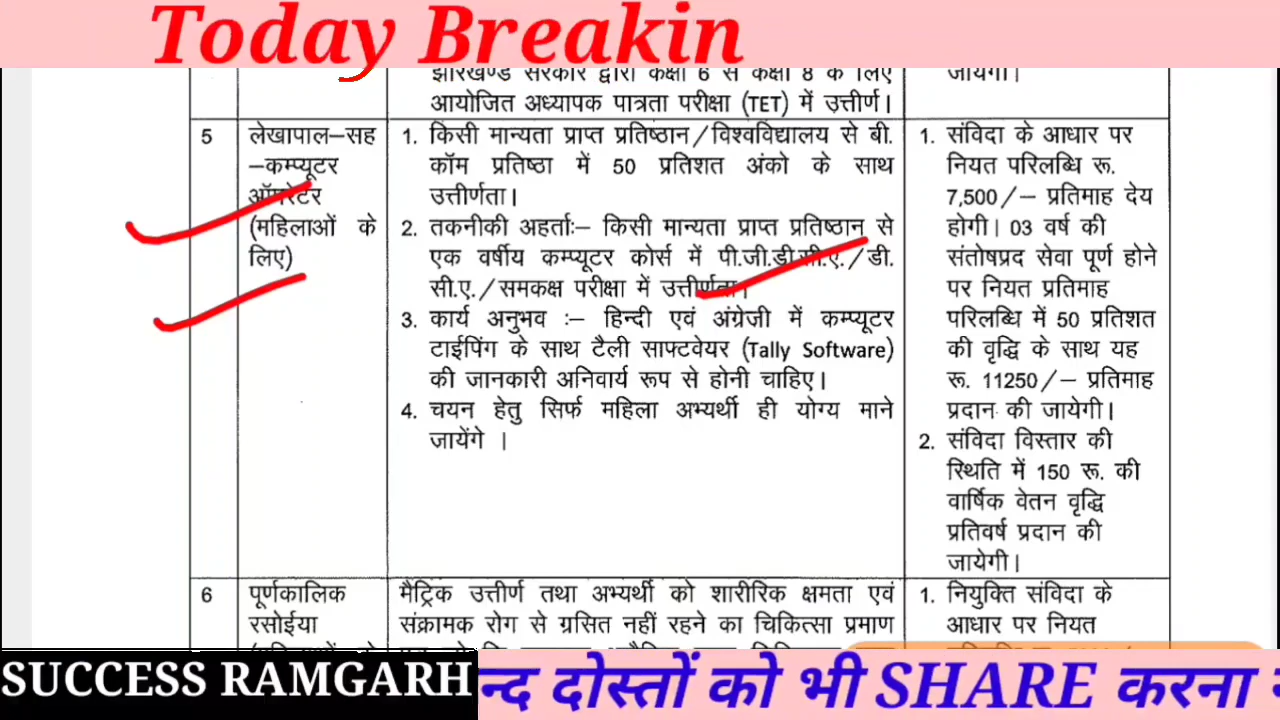 Today Breakin
झारखण्ड सरकार द्वारा कक्षा 6 से कक्षा 8 के लिए
आयोजित अध्यापक पात्रता परीक्षा (TET) में उत्तीर्ण।
जायेगी।
5
लेखापाल–सह
–कम्प्यूटर
ऑपरेटर
(महिलाओं के
लिए)
1. किसी मान्यता प्राप्त प्रतिष्ठान/विश्वविद्यालय से बी.
कॉम प्रतिष्ठा में 50 प्रतिशत अंको के साथ
उत्तीर्णता।
2. तकनीकी अहर्ताः– किसी मान्यता प्राप्त प्रतिष्ठान से
एक वर्षीय कम्प्यूटर कोर्स में पी.जी.डी.सी.ए./डी.
सी.ए./समकक्ष परीक्षा में उत्तीर्णता।
3. कार्य अनुभव ः– हिन्दी एवं अंग्रेजी में कम्प्यूटर
टाईपिंग के साथ टैली साफ्टवेयर (Tally Software)
की जानकारी अनिवार्य रूप से होनी चाहिए।
4. चयन हेतु सिर्फ महिला अभ्यर्थी ही योग्य माने
जायेंगे ।
1. संविदा के आधार पर
नियत परिलब्धि रू.
7,500/– प्रतिमाह देय
होगी। 03 वर्ष की
संतोषप्रद सेवा पूर्ण होने
पर नियत प्रतिमाह
परिलब्धि में 50 प्रतिशत
की वृद्धि के साथ यह
रू. 11250/– प्रतिमाह
प्रदान की जायेगी।
2. संविदा विस्तार की
स्थिति में 150 रू. की
वार्षिक वेतन वृद्धि
प्रतिवर्ष प्रदान की
जायेगी।
6
पूर्णकालिक
रसोईया
मैट्रिक उत्तीर्ण तथा अभ्यर्थी को शारीरिक क्षमता एवं
संक्रामक रोग से ग्रसित नहीं रहने का चिकित्सा प्रमाण
1. नियुक्ति संविदा के
आधार पर नियत
SUCCESS RAMGARH
न्द दोस्तों को भी SHARE करना